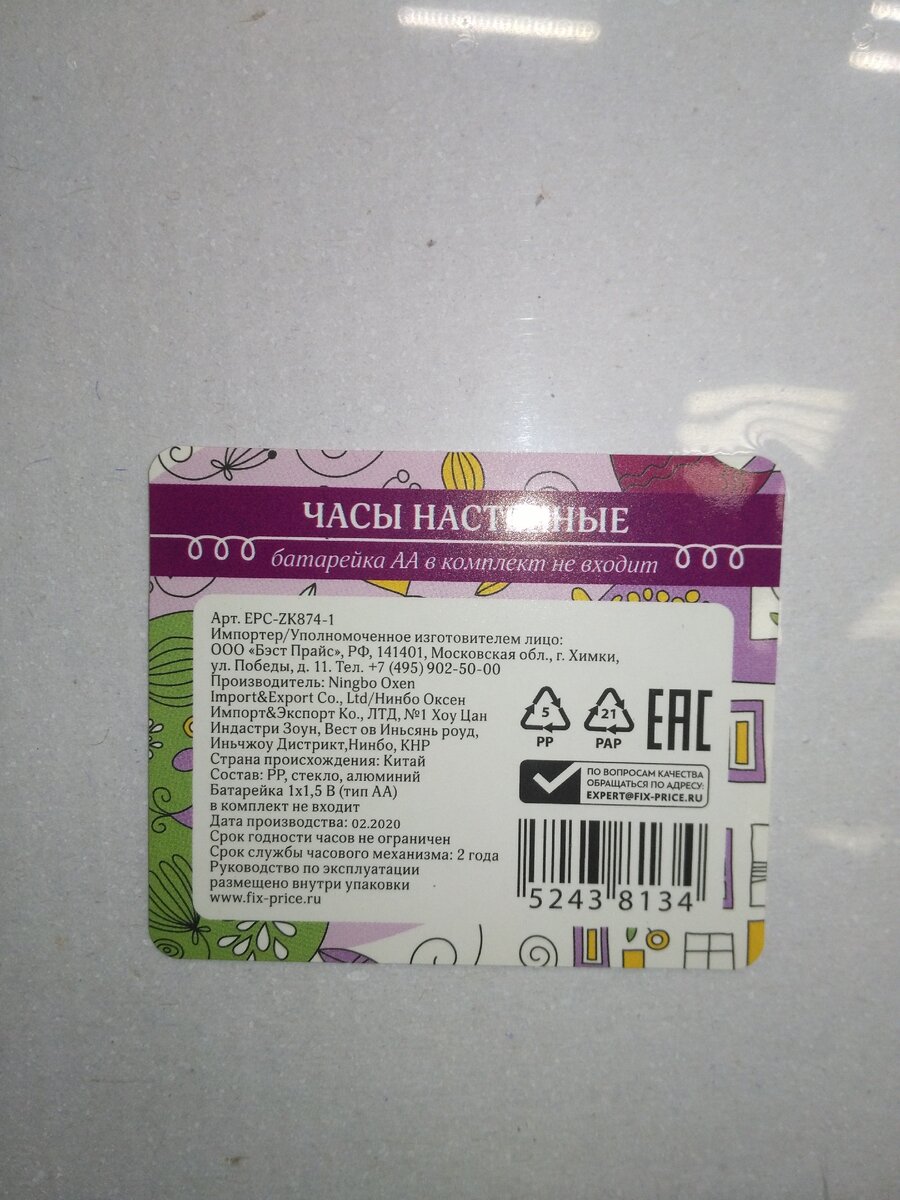 ЧАСЫ НАСТЕННЫЕ
батарейка АА в комплект не входит
Арт. EPC-ZK874-1
Импортер/Уполномоченное изготовителем лицо:
ООО «Бэст Прайс», РФ, 141401, Московская обл., г. Химки,
ул. Победы, д. 11. Тел. +7 (495) 902-50-00
Производитель: Ningbo Oxen
Import&Export Co., Ltd/Нинбо Оксен
Импорт&Экспорт Ко., ЛТД, №1 Хоу Цан
Индастри Зоун, Вест ов Иньсянь роуд,
Иньчжоу Дистрикт,Нинбо, КНР
Страна происхождения: Китай
Состав: PP, стекло, алюминий
Батарейка 1х1,5 В (тип АА)
в комплект не входит
Дата производства: 02.2020
Срок годности часов не ограничен
Срок службы часового механизма: 2 года
Руководство по эксплуатации
размещено внутри упаковки
www.fix-price.ru
5
PP
21
PAP
EAC
ПО ВОПРОСАМ КАЧЕСТВА
ОБРАЩАТЬСЯ ПО АДРЕСУ:
EXPERT@FIX-PRICE.RU
5243 8134